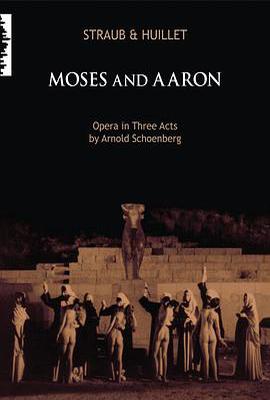 STRAUB & HUILLET
MOSES AND AARON
Opera in Three Acts
by Arnold Schoenberg